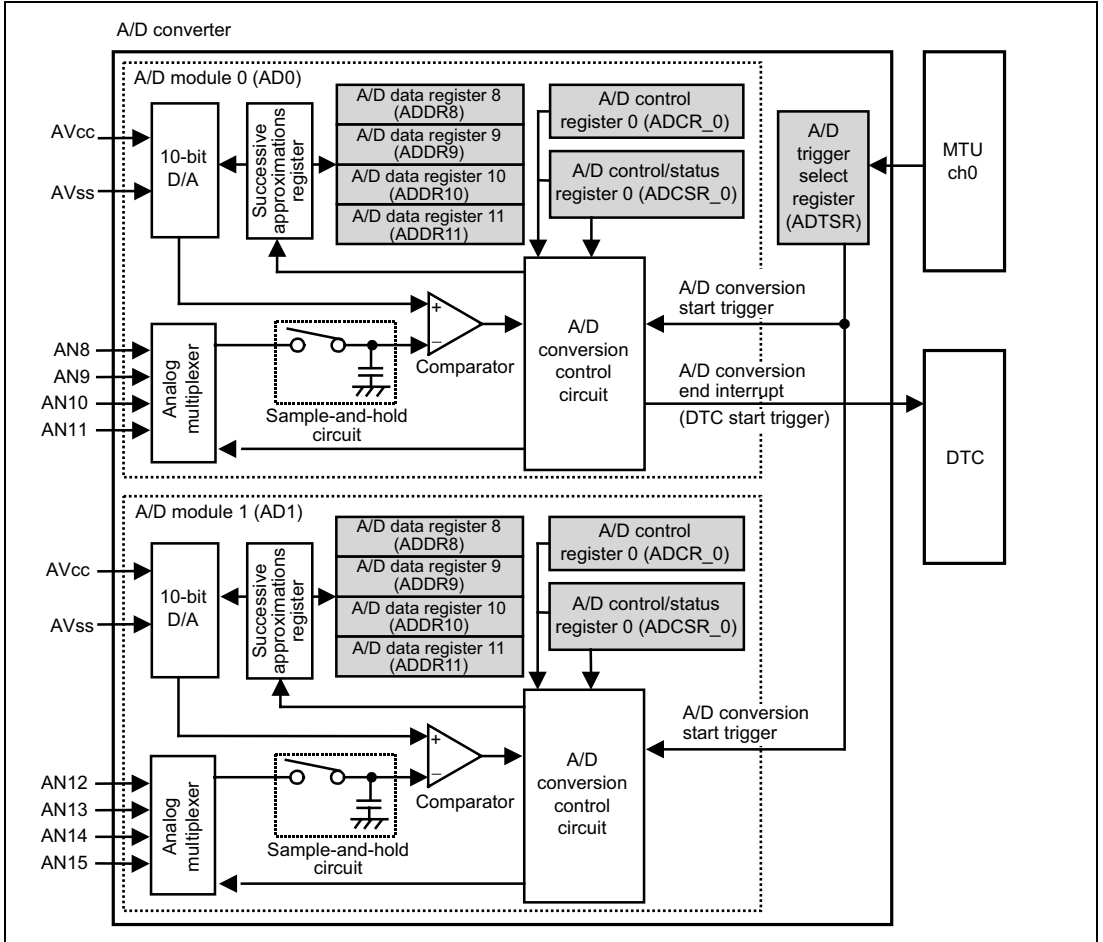 A/D converter
A/D module 0 (AD0)
AVcc
AVss
10-bit
D/A
Successive
approximations
register
A/D data register 8
(ADDR8)
A/D data register 9
(ADDR9)
A/D data register 10
(ADDR10)
A/D data register 11
(ADDR11)
A/D control
register 0 (ADCR_0)
A/D control/status
register 0 (ADCSR_0)
A/D
trigger
select
register
(ADTSR)
MTU
ch0
AN8
AN9
AN10
AN11
Analog
multiplexer
Sample-and-hold
circuit
+
–
Comparator
A/D
conversion
control
circuit
A/D conversion
start trigger
A/D conversion
end interrupt
(DTC start trigger)
DTC
A/D module 1 (AD1)
AVcc
AVss
10-bit
D/A
Successive
approximations
register
A/D data register 8
(ADDR8)
A/D data register 9
(ADDR9)
A/D data register 10
(ADDR10)
A/D data register 11
(ADDR11)
A/D control
register 0 (ADCR_0)
A/D control/status
register 0 (ADCSR_0)
AN12
AN13
AN14
AN15
Analog
multiplexer
Sample-and-hold
circuit
+
–
Comparator
A/D
conversion
control
circuit
A/D conversion
start trigger